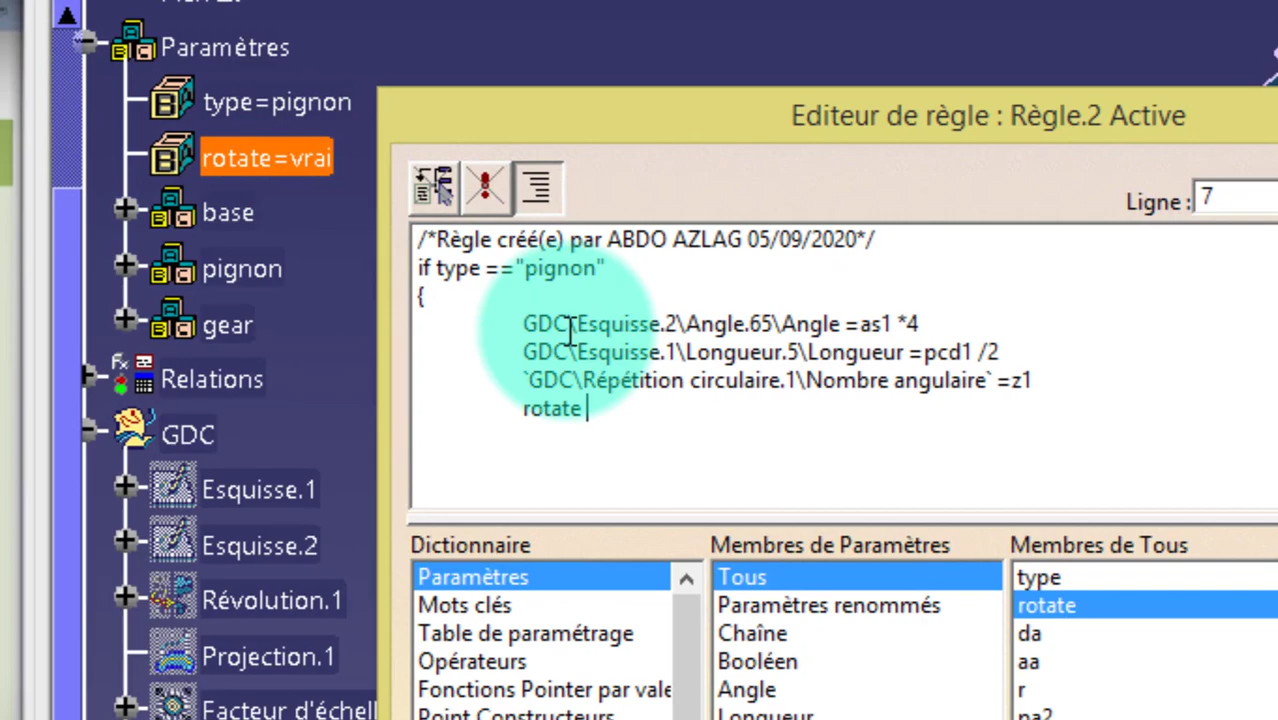 Paramètres
type=pignon
rotate=vrai
base
pignon
gear
Relations
GDC
Esquisse.1
Esquisse.2
Révolution.1
Projection.1
Facteur d'échell
Editeur de règle : Règle.2 Active
Ligne : 7
/*Règle créé(e) par ABDO AZLAG 05/09/2020*/
if type =="pignon"
{
GDC\Esquisse.2\Angle.65\Angle =as1 *4
GDC\Esquisse.1\Longueur.5\Longueur =pcd1 /2
`GDC\Répétition circulaire.1\Nombre angulaire` =z1
rotate
Dictionnaire
Paramètres
Mots clés
Table de paramétrage
Opérateurs
Fonctions Pointer par vale
Point Constructeurs
Membres de Paramètres
Tous
Paramètres renommés
Chaîne
Booléen
Angle
Longueur
Membres de Tous
type
rotate
da
aa
r
pa2